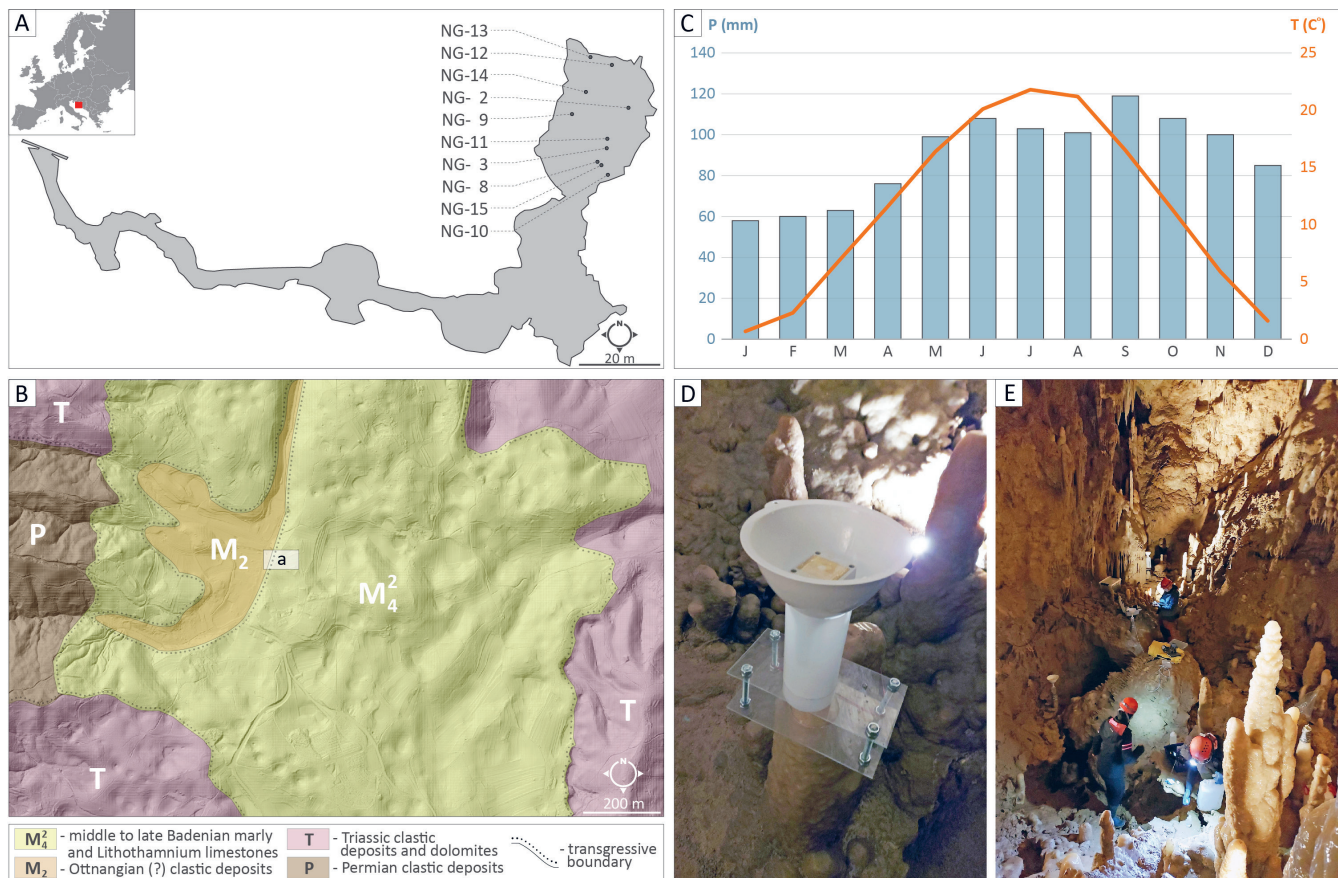 A
NG-13
NG-12
NG-14
NG- 2
NG- 9
NG-11
NG- 3
NG- 8
NG-15
NG-10
N
20 m
B
T
P
M₂
a
M₄²
T
T
N
200 m
M₄² - middle to late Badenian marly
and Lithothamnium limestones
M₂ - Ottnangian (?) clastic deposits
T - Triassic clastic
deposits and dolomites
P - Permian clastic deposits
- transgressive
boundary
C
P (mm)
T (C°)
140
120
100
80
60
40
20
0
25
20
15
10
5
0
J F M A M J J A S O N D
D
E